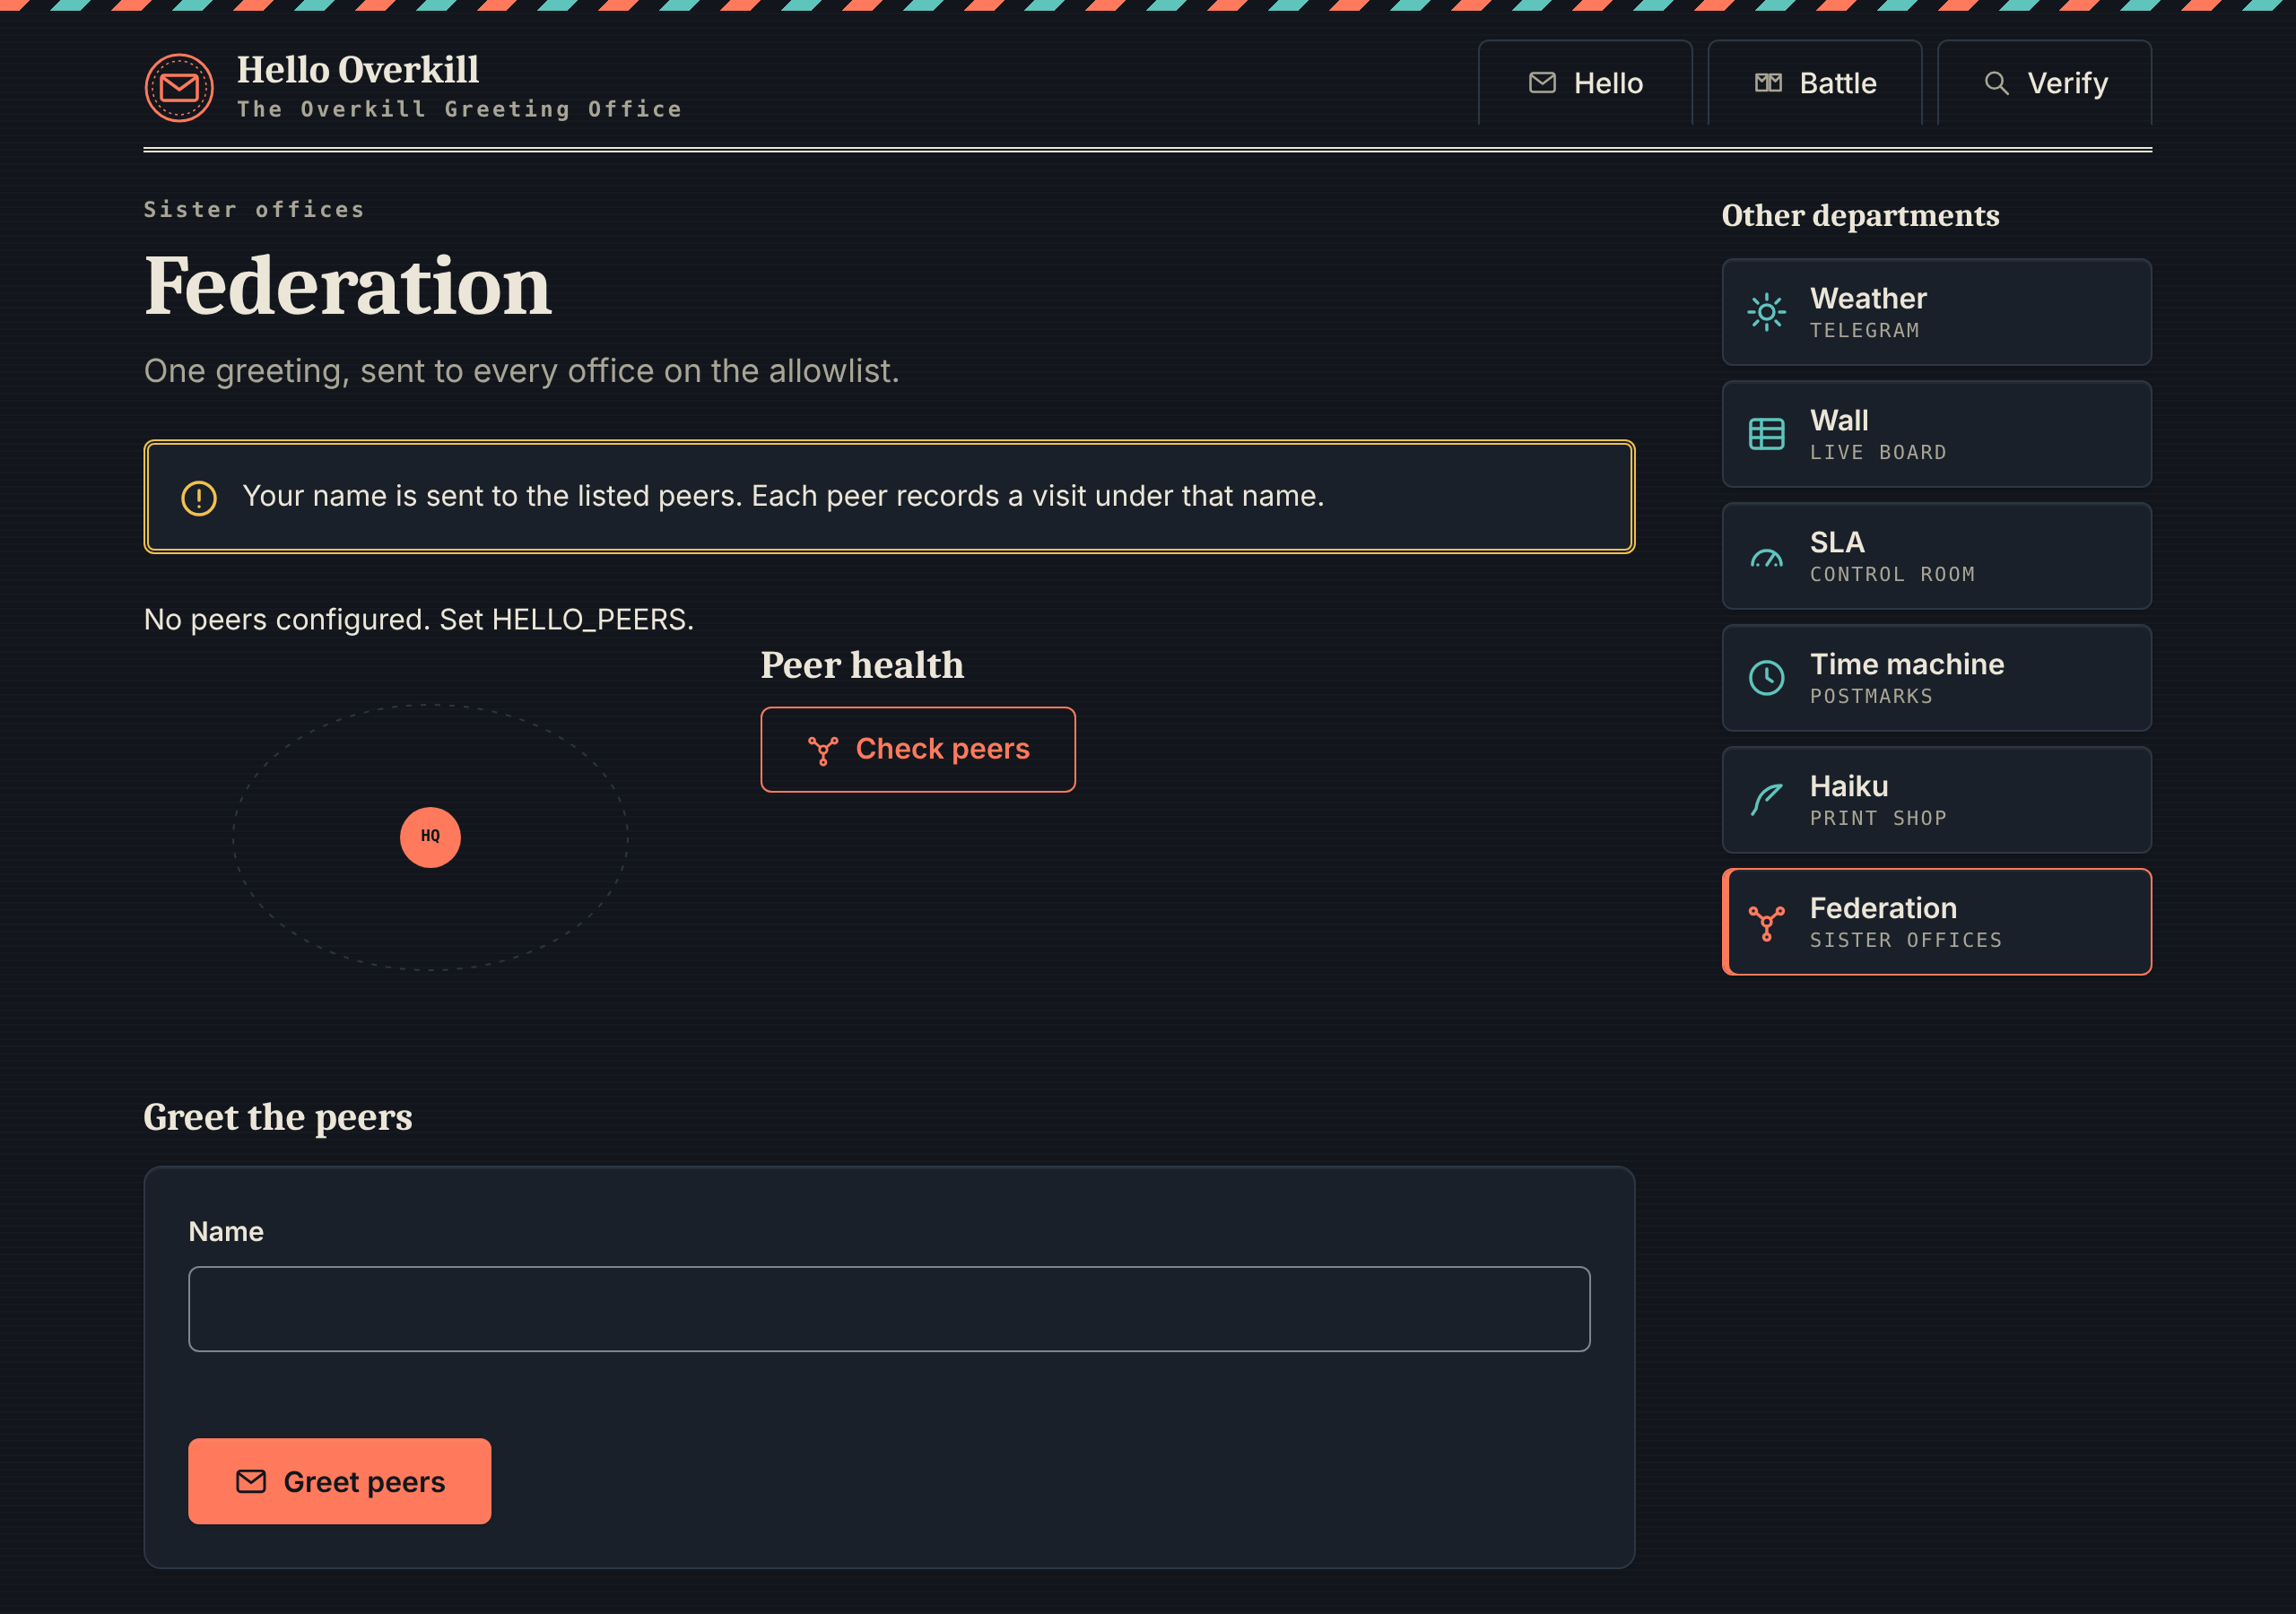 Hello Overkill
The Overkill Greeting Office
Hello
Battle
Verify
Sister offices
Federation
One greeting, sent to every office on the allowlist.
Your name is sent to the listed peers. Each peer records a visit under that name.
No peers configured. Set HELLO_PEERS.
HQ
Peer health
Check peers
Greet the peers
Name
Greet peers
Other departments
Weather
TELEGRAM
Wall
LIVE BOARD
SLA
CONTROL ROOM
Time machine
POSTMARKS
Haiku
PRINT SHOP
Federation
SISTER OFFICES